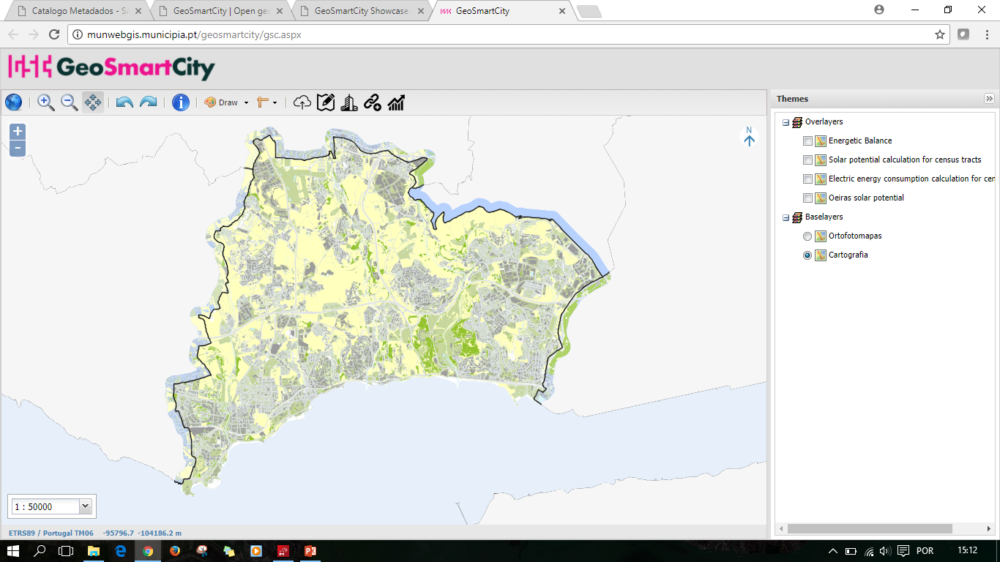 Catalogo Metadados - SA
GeoSmartCity | Open geo
GeoSmartCity Showcase
GeoSmartCity
munwebgis.municipia.pt/geosmartcity/gsc.aspx
GeoSmartCity
Draw
Themes
Overlayers
Energetic Balance
Solar potential calculation for census tracts
Electric energy consumption calculation for cen
Oeiras solar potential
Baselayers
Ortofotomapas
Cartografia
N
1 : 50000
ETRS89 / Portugal TM06 -95796.7 -104186.2 m
POR
15:12